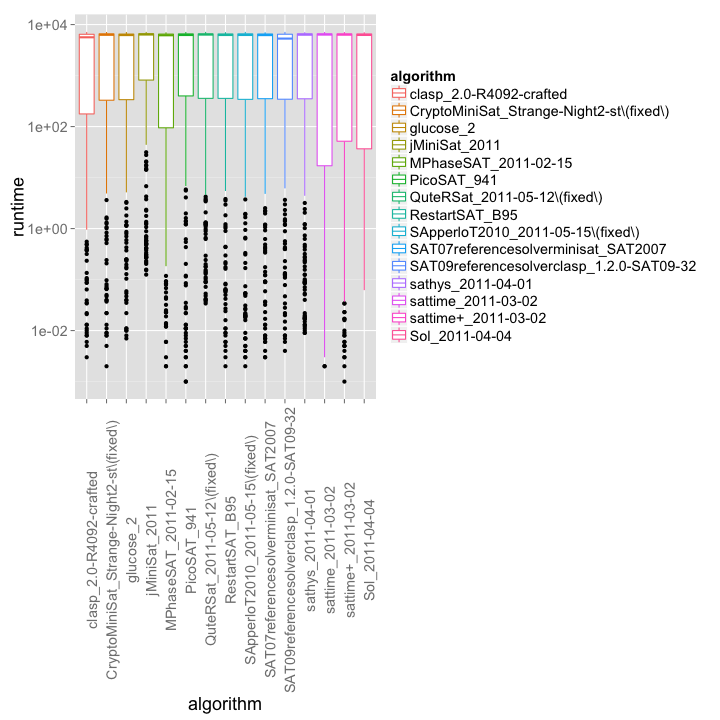 1e+04
1e+02
1e+00
1e-02
runtime
clasp_2.0-R4092-crafted
CryptoMiniSat_Strange-Night2-st\(fixed\)
glucose_2
jMiniSat_2011
MPhaseSAT_2011-02-15
PicoSAT_941
QuteRSat_2011-05-12\(fixed\)
RestartSAT_B95
SApperloT2010_2011-05-15\(fixed\)
SAT07referencesolverminisat_SAT2007
SAT09referencesolverclasp_1.2.0-SAT09-32
sathys_2011-04-01
sattime_2011-03-02
sattime+_2011-03-02
Sol_2011-04-04
algorithm
algorithm
clasp_2.0-R4092-crafted
CryptoMiniSat_Strange-Night2-st\(fixed\)
glucose_2
jMiniSat_2011
MPhaseSAT_2011-02-15
PicoSAT_941
QuteRSat_2011-05-12\(fixed\)
RestartSAT_B95
SApperloT2010_2011-05-15\(fixed\)
SAT07referencesolverminisat_SAT2007
SAT09referencesolverclasp_1.2.0-SAT09-32
sathys_2011-04-01
sattime_2011-03-02
sattime+_2011-03-02
Sol_2011-04-04